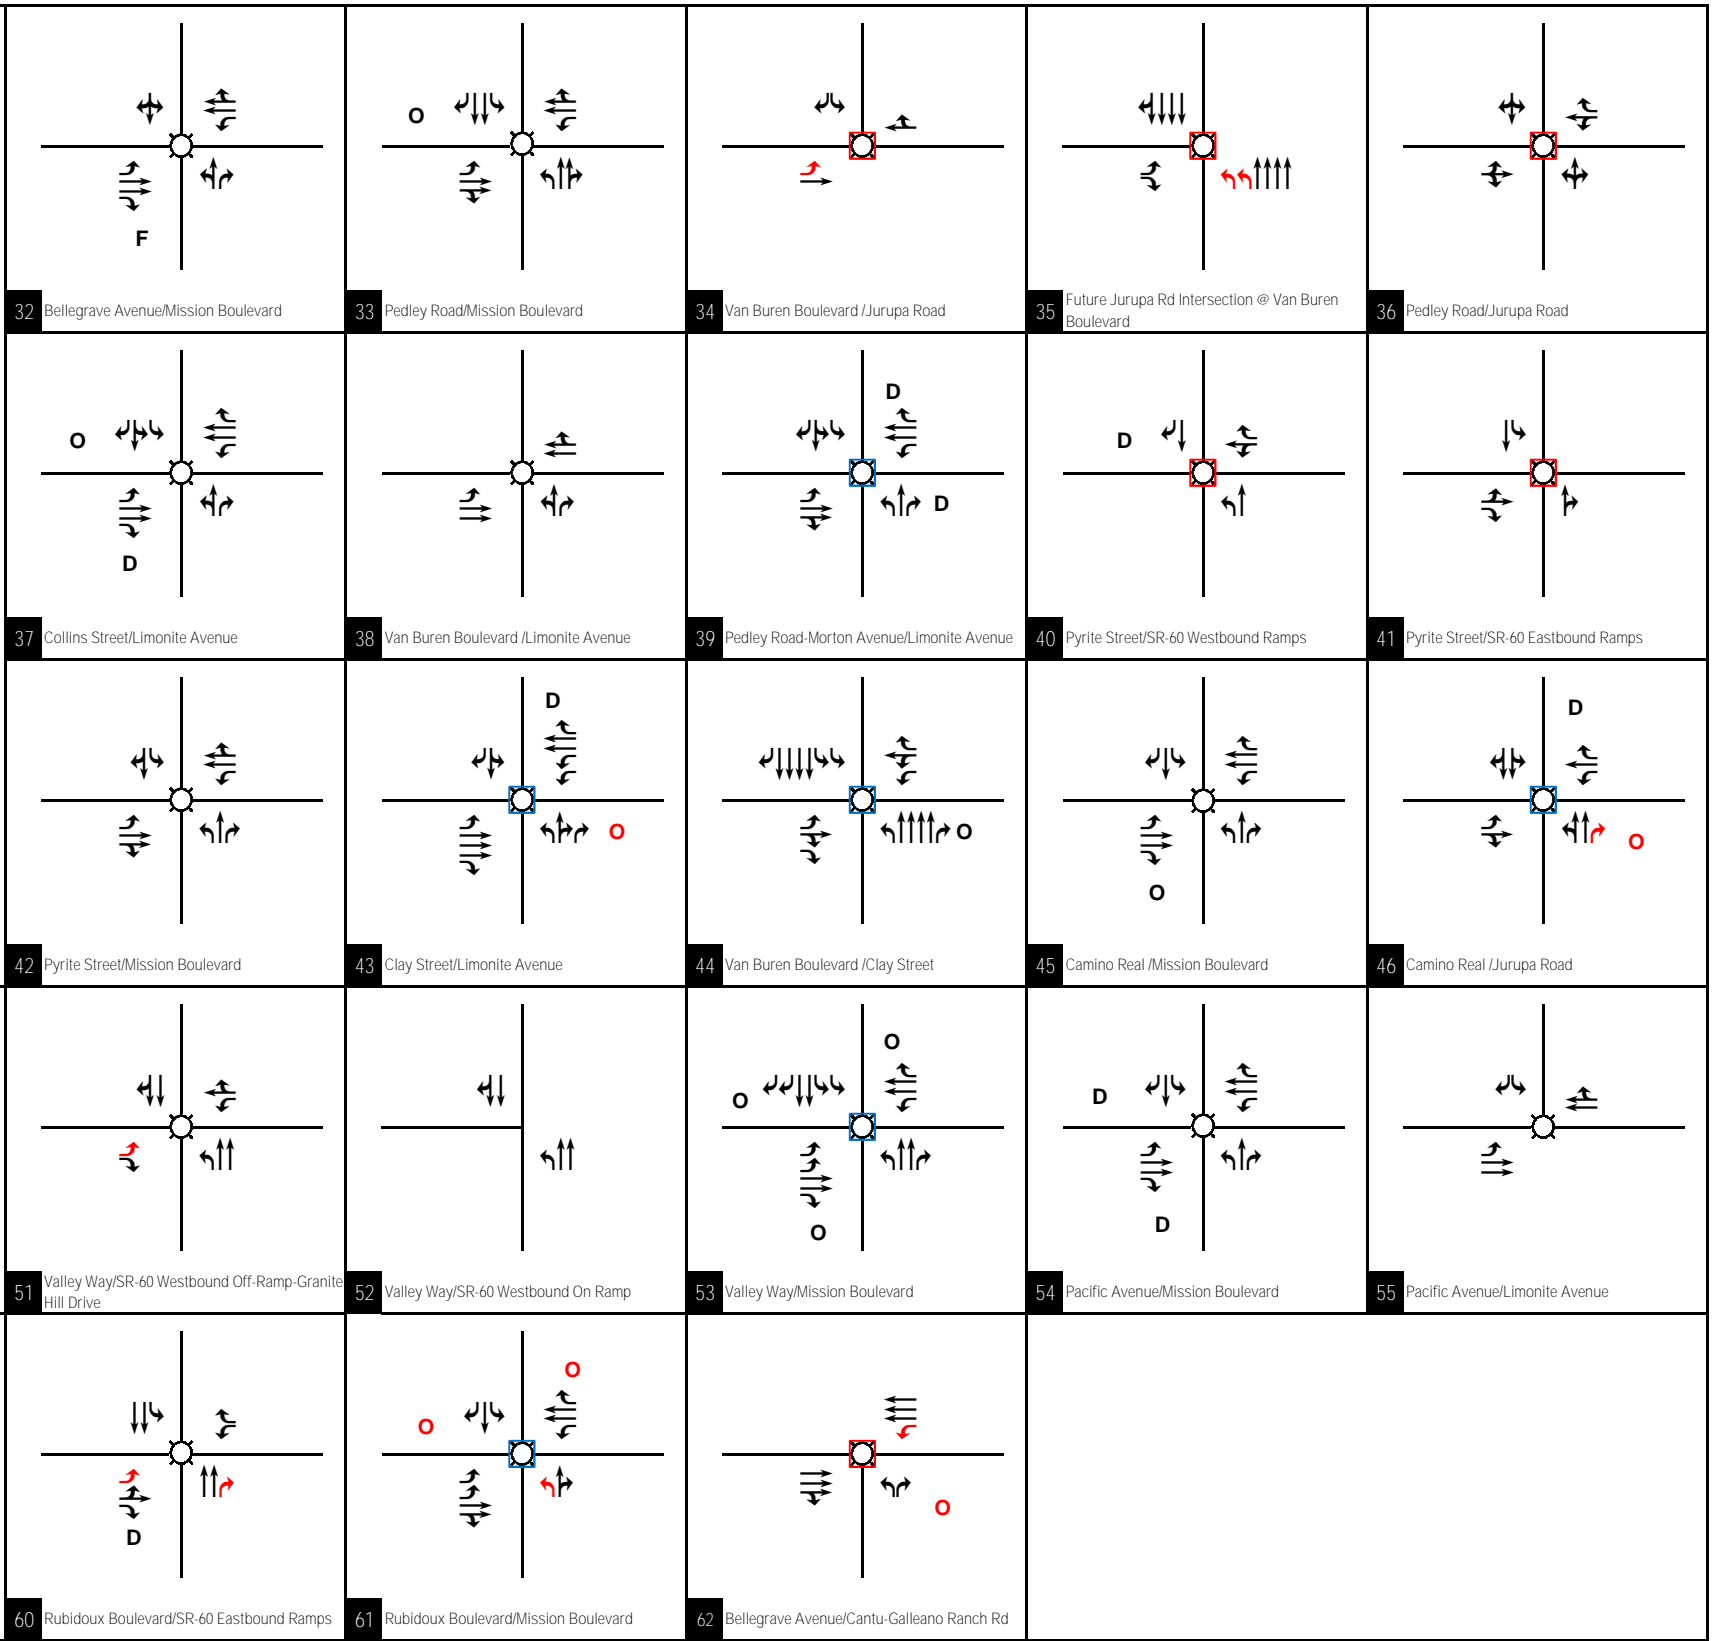 F
32 Bellegrave Avenue/Mission Boulevard
O
33 Pedley Road/Mission Boulevard
34 Van Buren Boulevard /Jurupa Road
35 Future Jurupa Rd Intersection @ Van Buren
Boulevard
36 Pedley Road/Jurupa Road
O
D
37 Collins Street/Limonite Avenue
38 Van Buren Boulevard /Limonite Avenue
D
D
39 Pedley Road-Morton Avenue/Limonite Avenue
D
40 Pyrite Street/SR-60 Westbound Ramps
41 Pyrite Street/SR-60 Eastbound Ramps
42 Pyrite Street/Mission Boulevard
D
O
43 Clay Street/Limonite Avenue
O
44 Van Buren Boulevard /Clay Street
O
45 Camino Real /Mission Boulevard
D
O
46 Camino Real /Jurupa Road
51 Valley Way/SR-60 Westbound Off-Ramp-Granite
Hill Drive
52 Valley Way/SR-60 Westbound On Ramp
O
O
O
53 Valley Way/Mission Boulevard
D
D
54 Pacific Avenue/Mission Boulevard
55 Pacific Avenue/Limonite Avenue
D
60 Rubidoux Boulevard/SR-60 Eastbound Ramps
O
O
61 Rubidoux Boulevard/Mission Boulevard
O
62 Bellegrave Avenue/Cantu-Galleano Ranch Rd